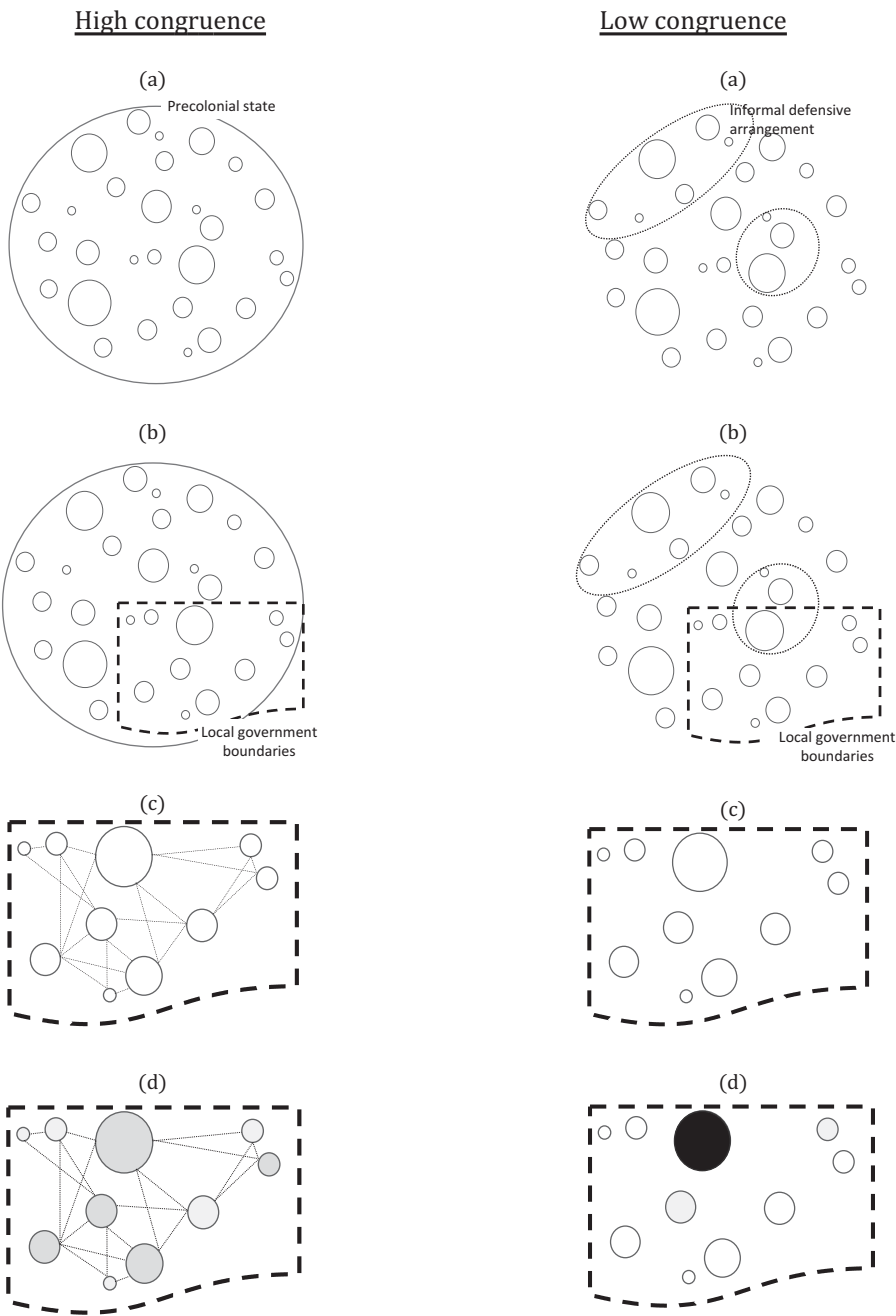 High congruence
Low congruence
(a)
(a)
Precolonial state
Informal defensive
arrangement
(b)
(b)
Local government
boundaries
Local government
boundaries
(c)
(c)
(d)
(d)